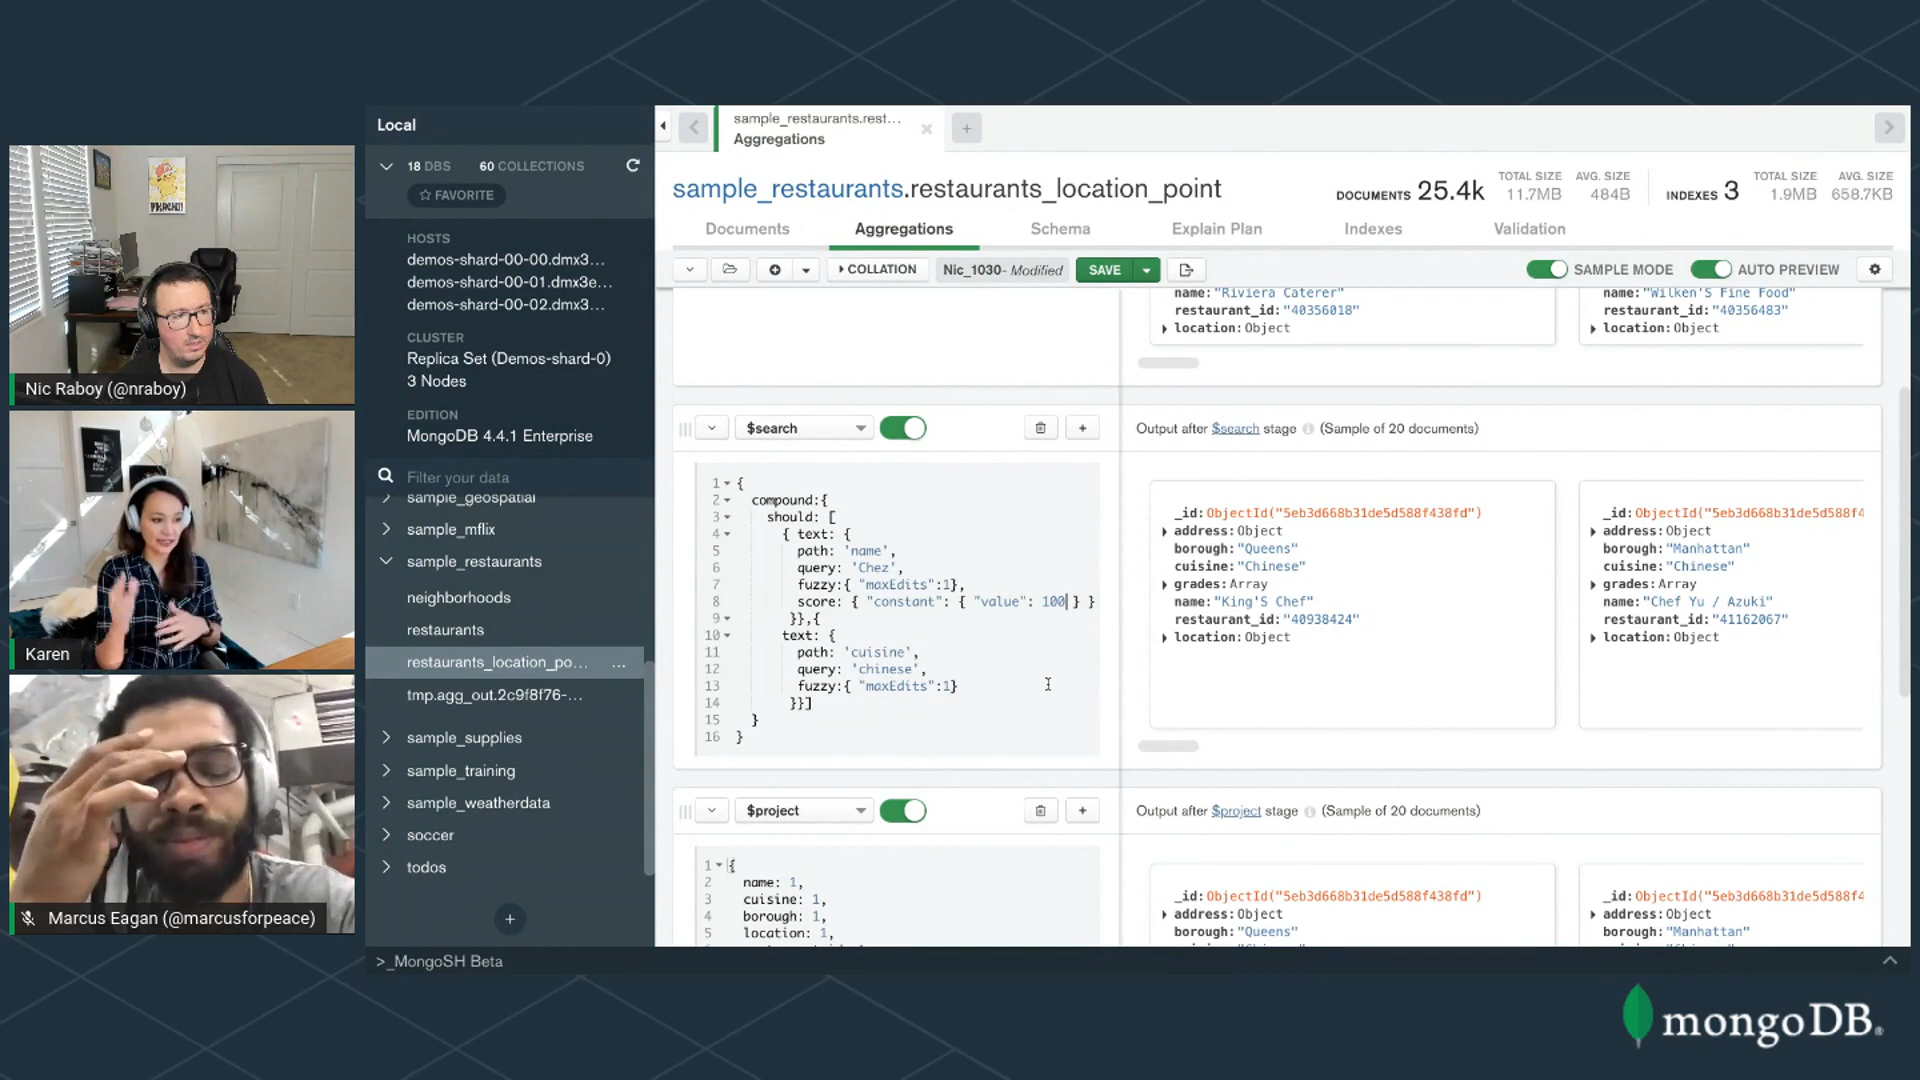 PIKACHU!
Nic Raboy (@nraboy)
Karen
Marcus Eagan (@marcusforpeace)
Local
18 DBS 60 COLLECTIONS
FAVORITE
HOSTS
demos-shard-00-00.dmx3...
demos-shard-00-01.dmx3e...
demos-shard-00-02.dmx3...
CLUSTER
Replica Set (Demos-shard-0)
3 Nodes
EDITION
MongoDB 4.4.1 Enterprise
Filter your data
sample_geospatial
sample_mflix
sample_restaurants
neighborhoods
restaurants
restaurants_location_po... ...
tmp.agg_out.2c9f8f76-...
sample_supplies
sample_training
sample_weatherdata
soccer
todos
+
>_MongoSH Beta
sample_restaurants.rest...
Aggregations
+
sample_restaurants.restaurants_location_point
DOCUMENTS 25.4k TOTAL SIZE 11.7MB AVG. SIZE 484B INDEXES 3 TOTAL SIZE 1.9MB AVG. SIZE 658.7KB
Documents Aggregations Schema Explain Plan Indexes Validation
COLLATION Nic_1030- Modified SAVE SAMPLE MODE AUTO PREVIEW
name:"Riviera Caterer"
restaurant_id:"40356018"
location:Object
name:"Wilken'S Fine Food"
restaurant_id:"40356483"
location:Object
$search +
Output after $search stage (Sample of 20 documents)
1 {
2 compound:{
3 should: [
4 { text: {
5 path: 'name',
6 query: 'Chez',
7 fuzzy:{ "maxEdits":1},
8 score: { "constant": { "value": 100 } }
9 }},{
10 text: {
11 path: 'cuisine',
12 query: 'chinese',
13 fuzzy:{ "maxEdits":1}
14 }}]
15 }
16 }
_id:ObjectId("5eb3d668b31de5d588f438fd")
address:Object
borough:"Queens"
cuisine:"Chinese"
grades:Array
name:"King'S Chef"
restaurant_id:"40938424"
location:Object
_id:ObjectId("5eb3d668b31de5d588f4
address:Object
borough:"Manhattan"
cuisine:"Chinese"
grades:Array
name:"Chef Yu / Azuki"
restaurant_id:"41162067"
location:Object
$project +
Output after $project stage (Sample of 20 documents)
1 {
2 name: 1,
3 cuisine: 1,
4 borough: 1,
5 location: 1,
_id:ObjectId("5eb3d668b31de5d588f438fd")
address:Object
borough:"Queens"
_id:ObjectId("5eb3d668b31de5d588f4
address:Object
borough:"Manhattan"
mongoDB.